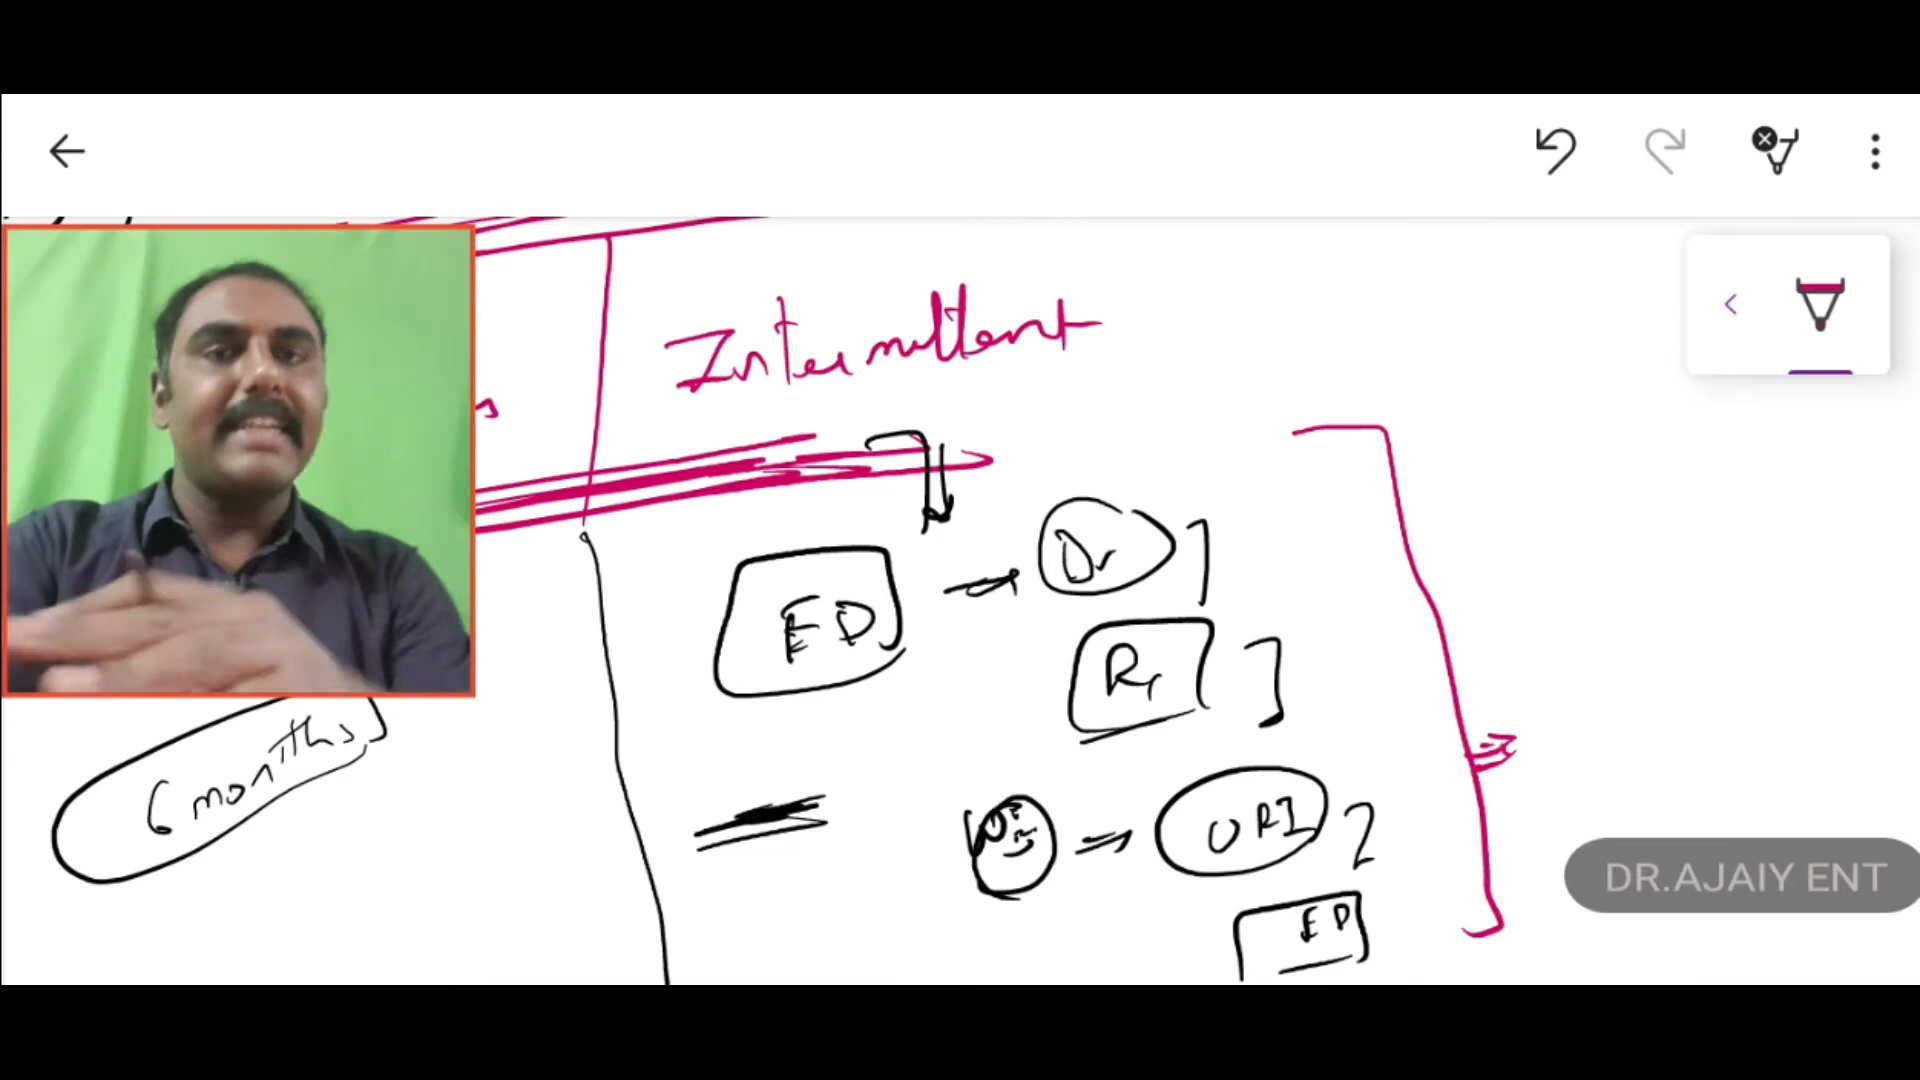 Intermittent
ED
Dr
Rr
6 months
URI
ED
DR.AJAIY ENT